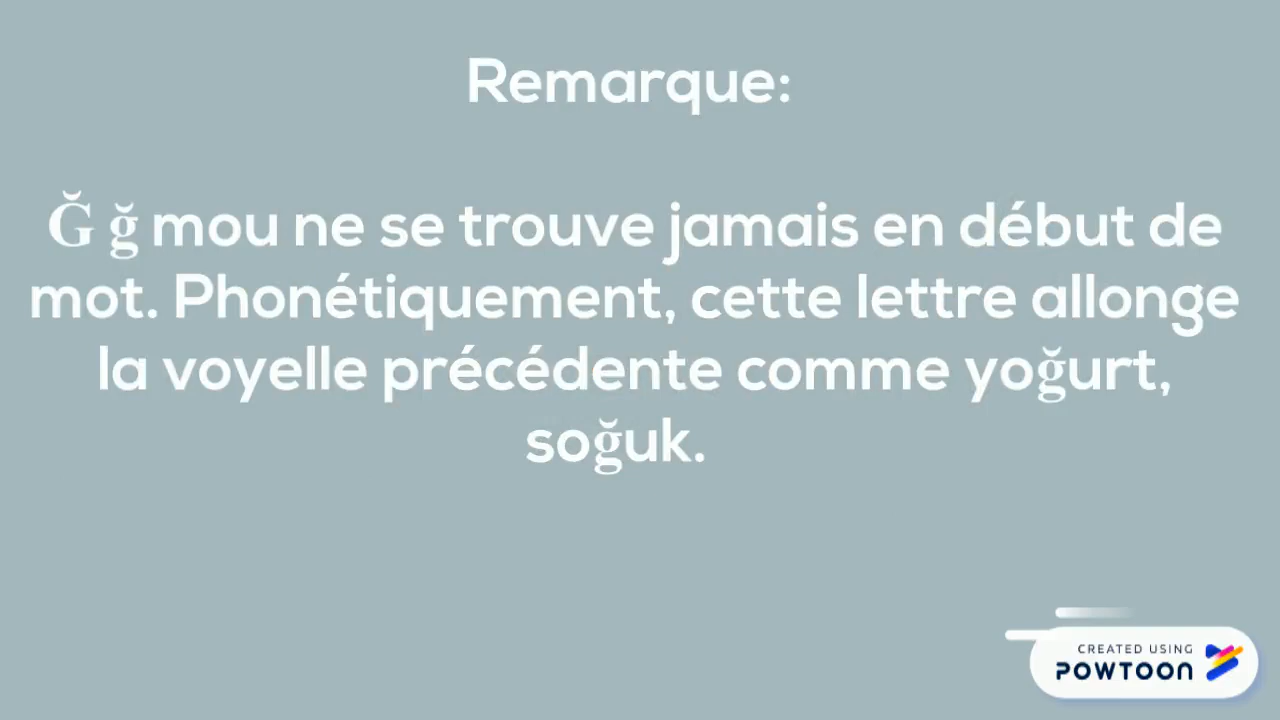 Remarque:
Ğ ğ mou ne se trouve jamais en début de
mot. Phonétiquement, cette lettre allonge
la voyelle précédente comme yoğurt,
soğuk.
CREATED USING
POWTOON